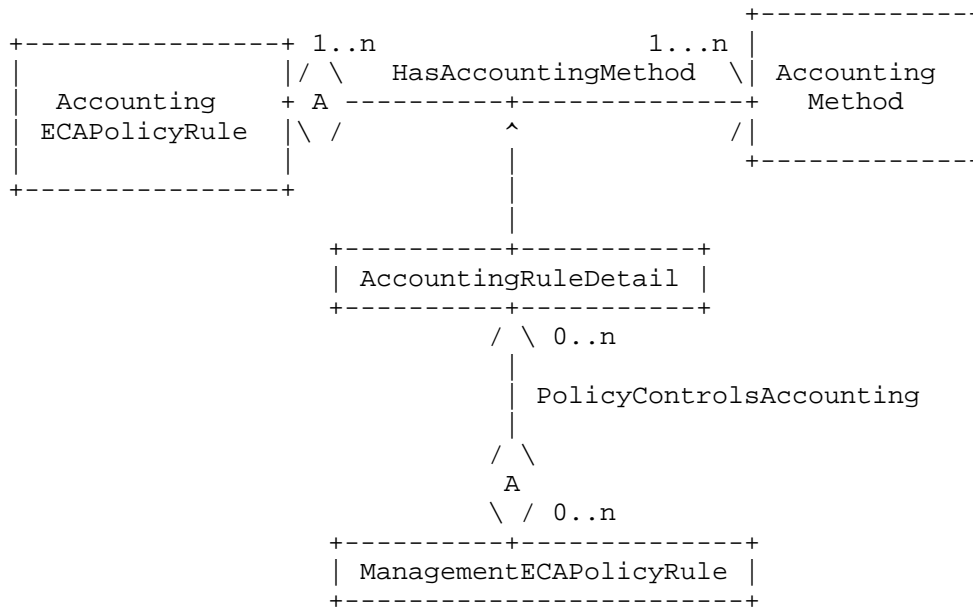 1..n 1...n
HasAccountingMethod Accounting
Accounting A Method
ECAPolicyRule
AccountingRuleDetail
0..n
PolicyControlsAccounting
A
0..n
ManagementECAPolicyRule